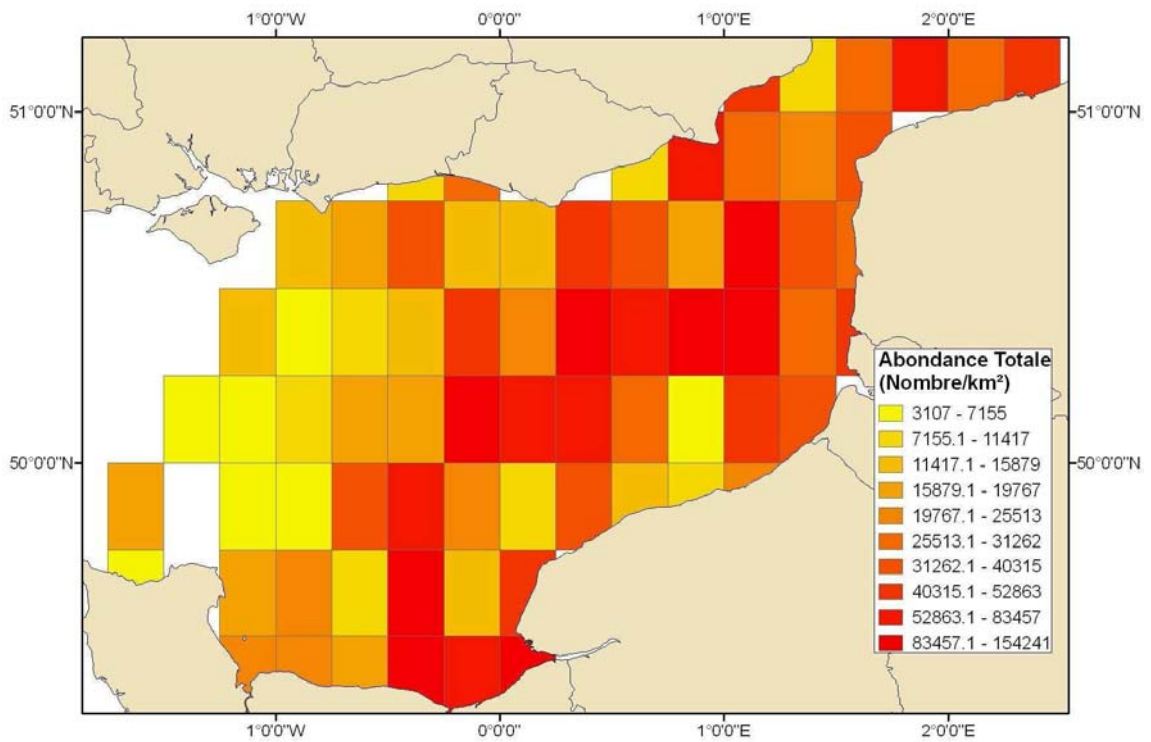 1°0'0"W 0°0'0" 1°0'0"E 2°0'0"E
51°0'0"N 51°0'0"N
Abondance Totale
(Nombre/km²)
3107 - 7155
7155.1 - 11417
11417.1 - 15879
15879.1 - 19767
19767.1 - 25513
25513.1 - 31262
31262.1 - 40315
40315.1 - 52863
52863.1 - 83457
83457.1 - 154241
50°0'0"N 50°0'0"N
1°0'0"W 0°0'0" 1°0'0"E 2°0'0"E